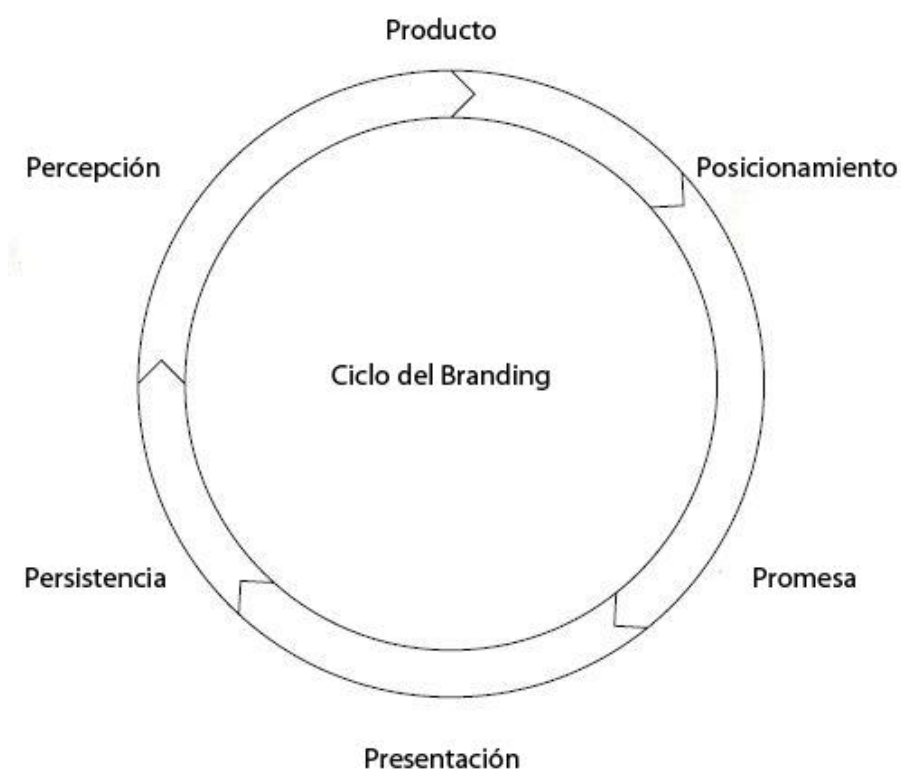 Producto
Percepción
Posicionamiento
Ciclo del Branding
Persistencia
Promesa
Presentación